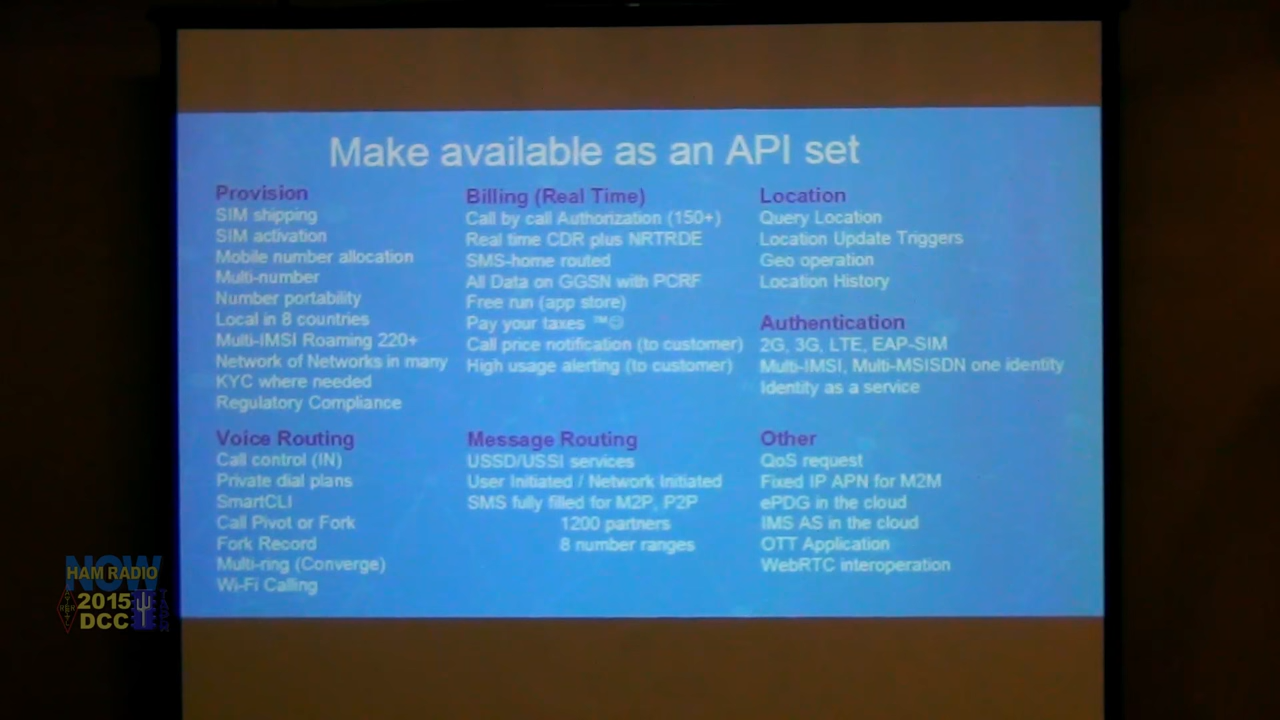 Make available as an API set
Provision
SIM shipping
SIM activation
Mobile number allocation
Multi-number
Number portability
Local in 8 countries
Multi-IMSI Roaming 220+
Network of Networks in many
KYC where needed
Regulatory Compliance
Billing (Real Time)
Call by call Authorization (150+)
Real time CDR plus NRTRDE
SMS-home routed
All Data on GGSN with PCRF
Free run (app store)
Pay your taxes ™☺
Call price notification (to customer)
High usage alerting (to customer)
Location
Query Location
Location Update Triggers
Geo operation
Location History
Authentication
2G, 3G, LTE, EAP-SIM
Multi-IMSI, Multi-MSISDN one identity
Identity as a service
Voice Routing
Call control (IN)
Private dial plans
SmartCLI
Call Pivot or Fork
Fork Record
Multi-ring (Converge)
Wi-Fi Calling
Message Routing
USSD/USSI services
User Initiated / Network Initiated
SMS fully filled for M2P, P2P
1200 partners
8 number ranges
Other
QoS request
Fixed IP APN for M2M
ePDG in the cloud
IMS AS in the cloud
OTT Application
WebRTC interoperation
NOW
HAM RADIO
2015
DCC
TAPR